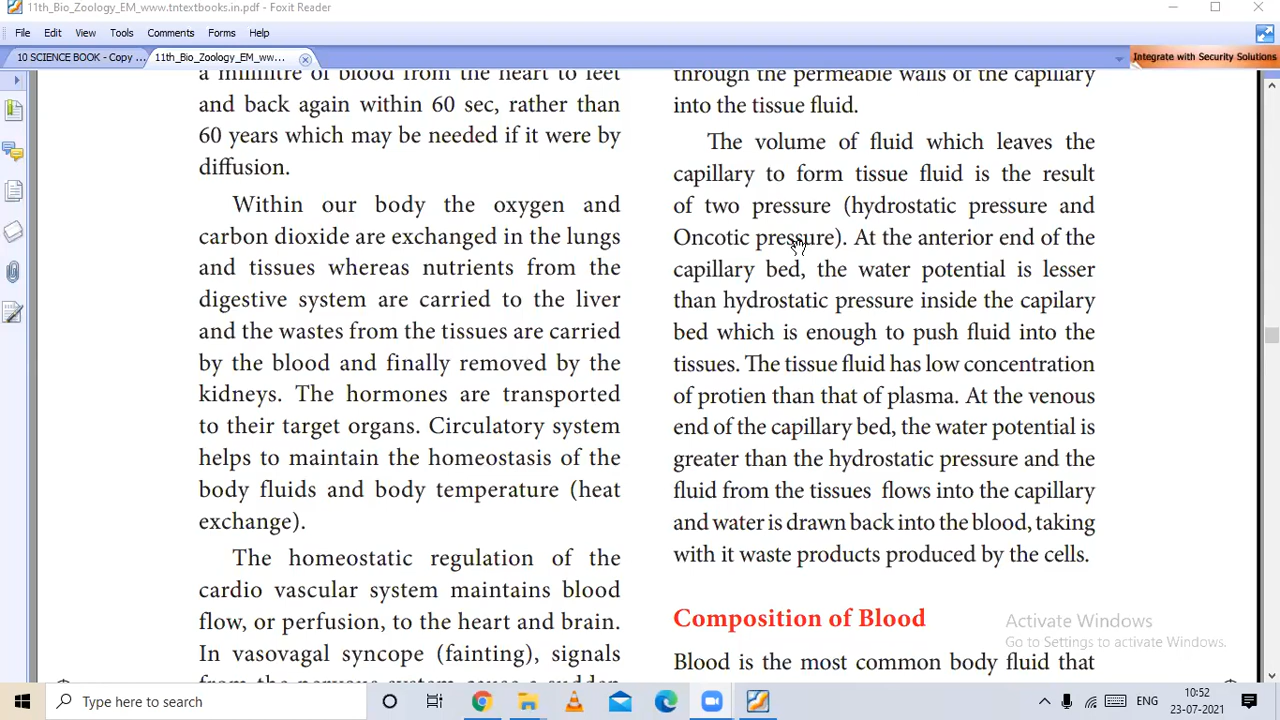 11th_Bio_Zoology_EM_www.tntextbooks.in.pdf - Foxit Reader
File Edit View Tools Comments Forms Help
10 SCIENCE BOOK - Copy ... 11th_Bio_Zoology_EM_ww... Integrate with Security Solutions
a millilitre of blood from the heart to feet
and back again within 60 sec, rather than
60 years which may be needed if it were by
diffusion.
Within our body the oxygen and
carbon dioxide are exchanged in the lungs
and tissues whereas nutrients from the
digestive system are carried to the liver
and the wastes from the tissues are carried
by the blood and finally removed by the
kidneys. The hormones are transported
to their target organs. Circulatory system
helps to maintain the homeostasis of the
body fluids and body temperature (heat
exchange).
The homeostatic regulation of the
cardio vascular system maintains blood
flow, or perfusion, to the heart and brain.
In vasovagal syncope (fainting), signals
from the nervous system cause a sudden
through the permeable walls of the capillary
into the tissue fluid.
The volume of fluid which leaves the
capillary to form tissue fluid is the result
of two pressure (hydrostatic pressure and
Oncotic pressure). At the anterior end of the
capillary bed, the water potential is lesser
than hydrostatic pressure inside the capilary
bed which is enough to push fluid into the
tissues. The tissue fluid has low concentration
of protien than that of plasma. At the venous
end of the capillary bed, the water potential is
greater than the hydrostatic pressure and the
fluid from the tissues flows into the capillary
and water is drawn back into the blood, taking
with it waste products produced by the cells.
Composition of Blood
Blood is the most common body fluid that
Activate Windows
Go to Settings to activate Windows.
Type here to search
ENG
10:52
23-07-2021